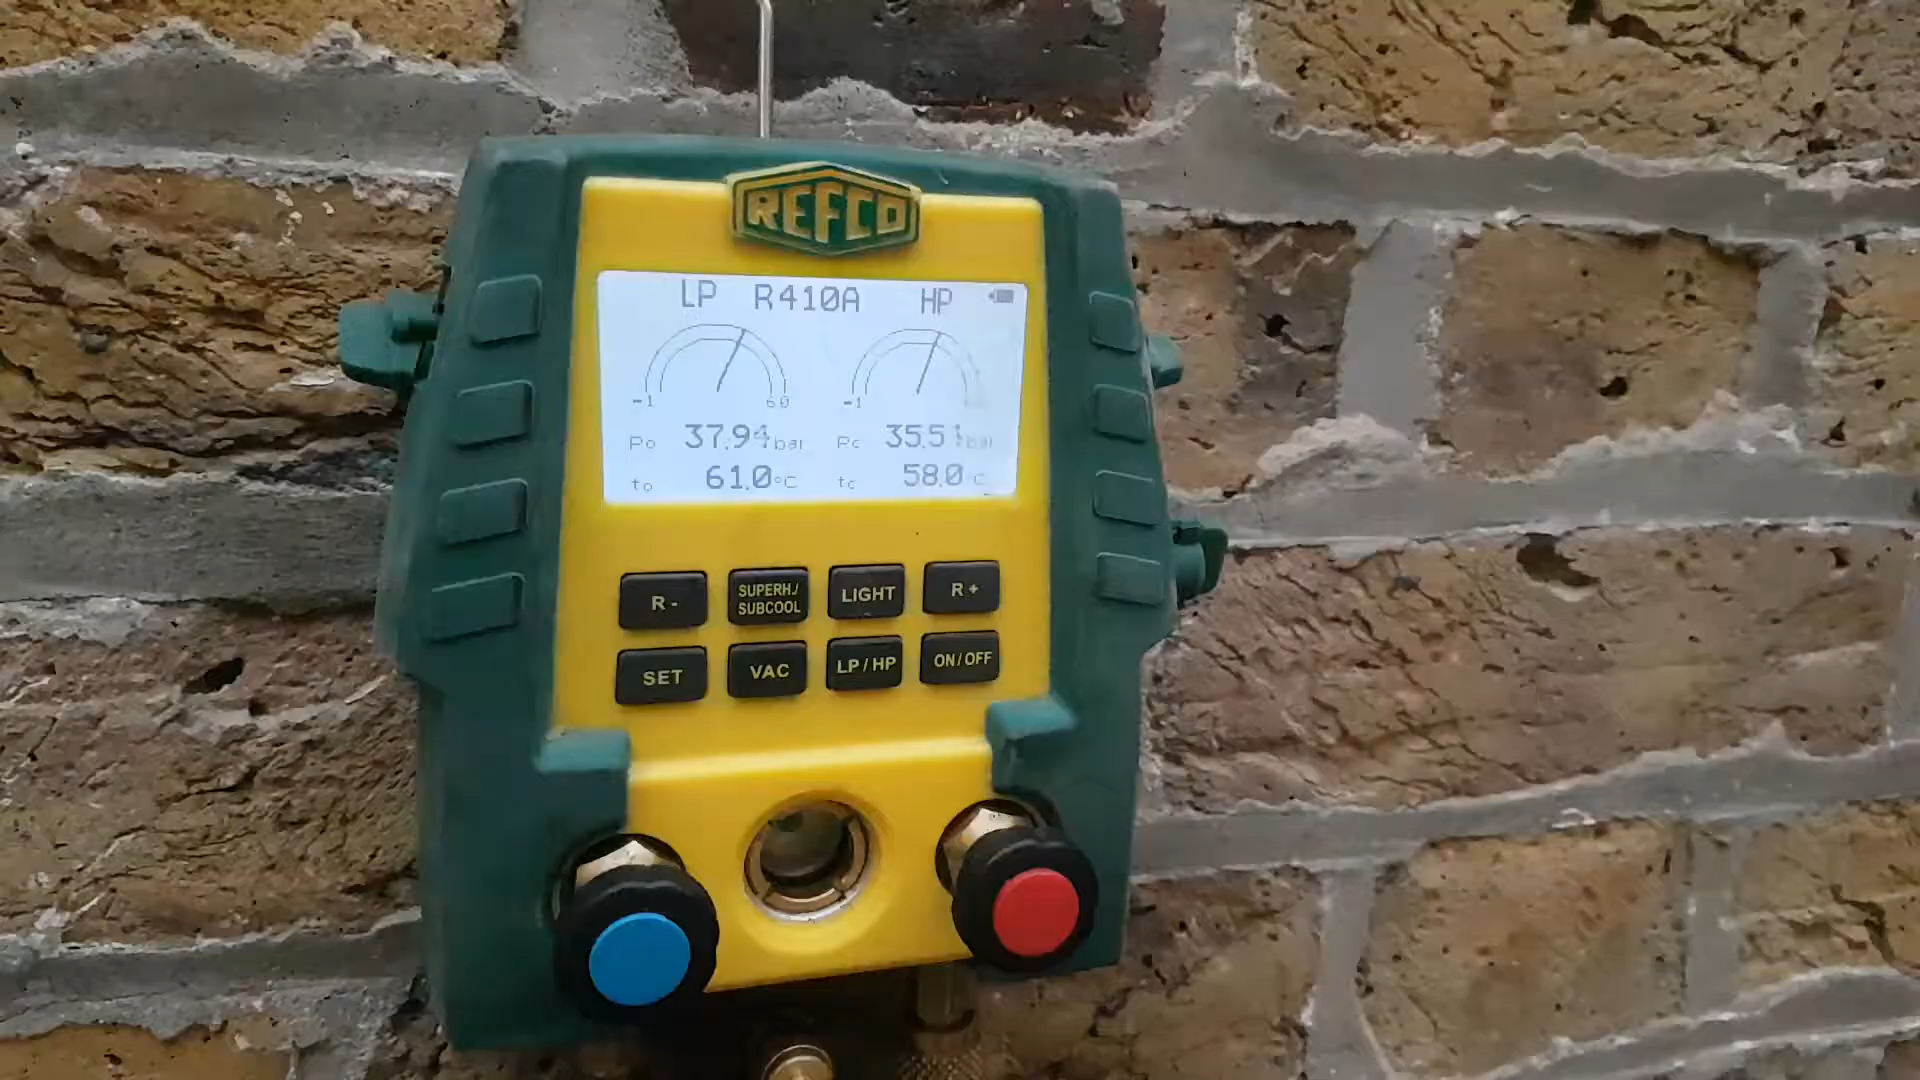 REFCO
LP R410A HP
-1 60 -1
Po 37.94 bar Pc 35.51 bar
to 61.0 °C tc 58.0 °C
R - SUPERH./ SUBCOOL LIGHT R +
SET VAC LP / HP ON / OFF